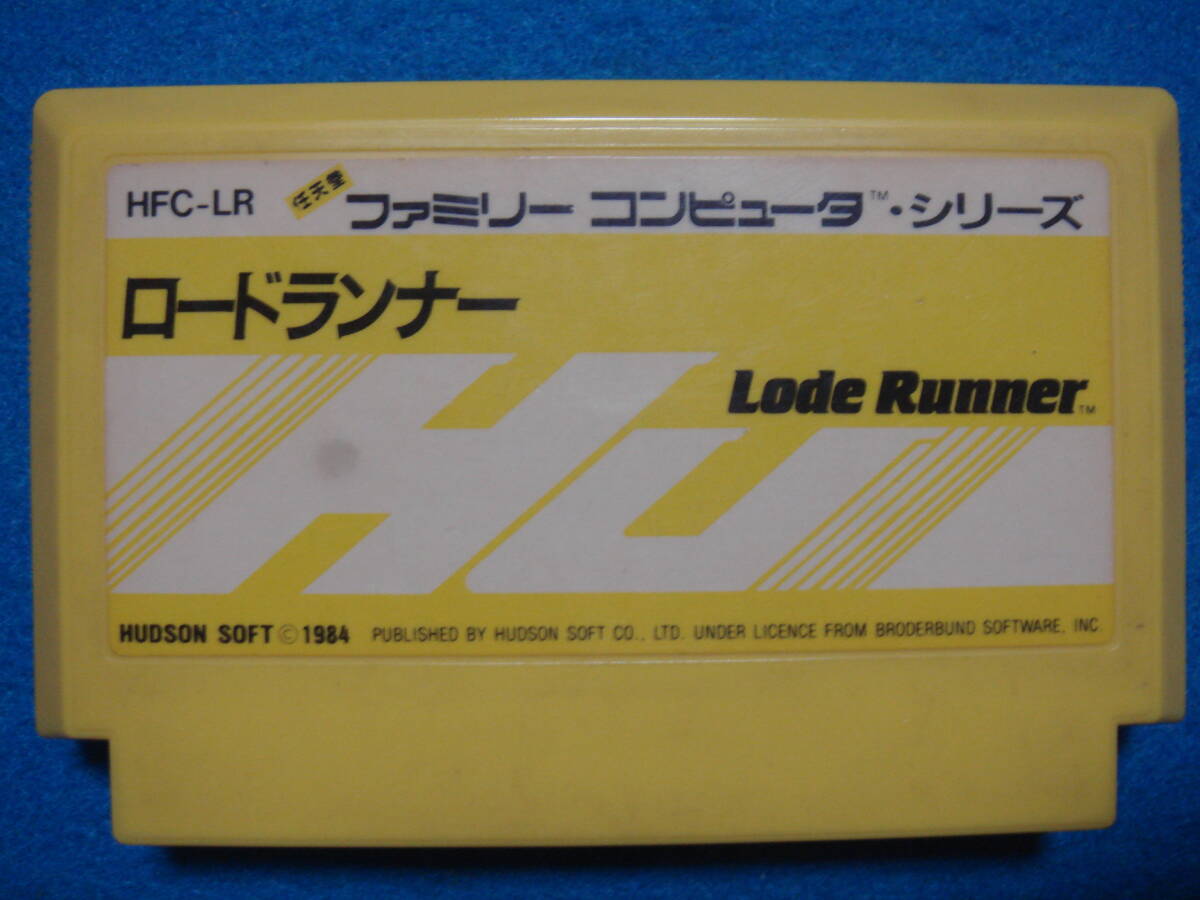 HFC-LR 任天堂 ファミリー コンピュータ™・シリーズ
ロードランナー
Lode Runner™
HU
HUDSON SOFT © 1984 PUBLISHED BY HUDSON SOFT CO., LTD. UNDER LICENCE FROM BRODERBUND SOFTWARE, INC.